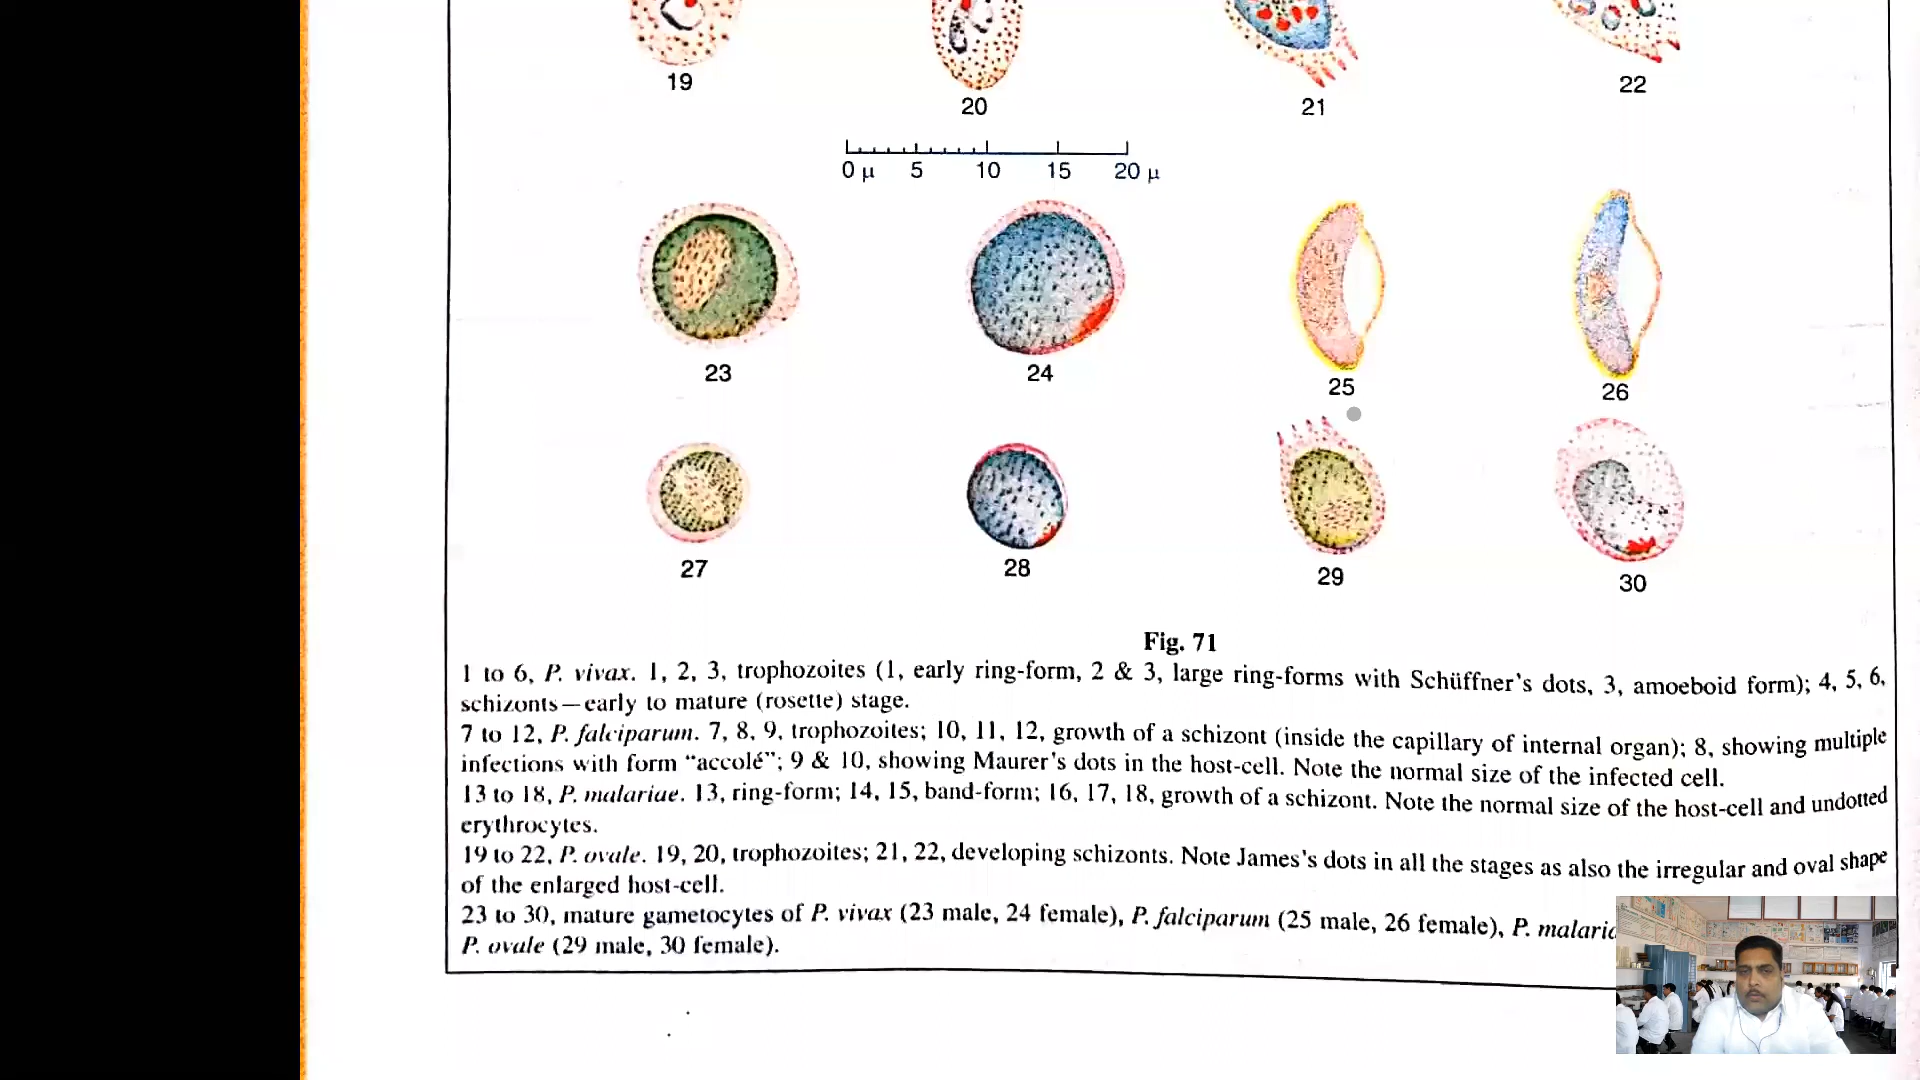 19
20
21
22
0 μ 5 10 15 20 μ
23
24
25
26
27
28
29
30
Fig. 71
1 to 6, P. vivax. 1, 2, 3, trophozoites (1, early ring-form, 2 & 3, large ring-forms with Schüffner's dots, 3, amoeboid form); 4, 5, 6,
schizonts—early to mature (rosette) stage.
7 to 12, P. falciparum. 7, 8, 9, trophozoites; 10, 11, 12, growth of a schizont (inside the capillary of internal organ); 8, showing multiple
infections with form “accolé”; 9 & 10, showing Maurer's dots in the host-cell. Note the normal size of the infected cell.
13 to 18, P. malariae. 13, ring-form; 14, 15, band-form; 16, 17, 18, growth of a schizont. Note the normal size of the host-cell and undotted
erythrocytes.
19 to 22, P. ovale. 19, 20, trophozoites; 21, 22, developing schizonts. Note James's dots in all the stages as also the irregular and oval shape
of the enlarged host-cell.
23 to 30, mature gametocytes of P. vivax (23 male, 24 female), P. falciparum (25 male, 26 female), P.
P. ovale (29 male, 30 female).